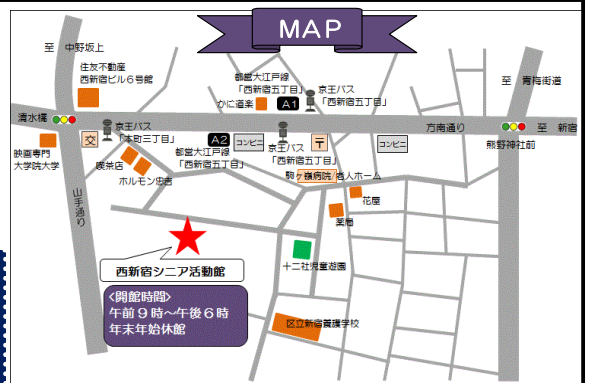 MAP
至 中野坂上
住友不動産
西新宿ビル6号館
都営大江戸線
「西新宿五丁目」
かに道楽
A1
京王バス
「西新宿五丁目」
至 青梅街道
清水橋
交
京王バス
「本町三丁目」
A2
コンビニ
都営大江戸線
「西新宿五丁目」
京王バス
「西新宿五丁目」
〒
コンビニ
方南通り
至 新宿
熊野神社前
映画専門
大学院大学
喫茶店
ホルモン忠吉
駒ヶ嶺病院/老人ホーム
花屋
薬局
山手通り
十二社児童遊園
西新宿シニア活動館
<開館時間>
午前9時~午後6時
年末年始休館
区立新宿養護学校